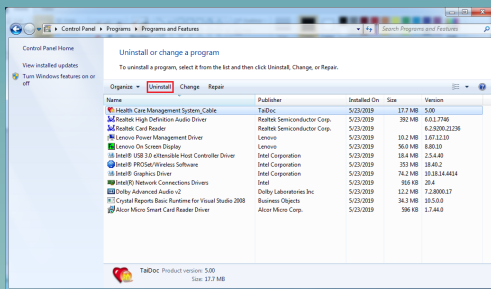 Control Panel ▸ Programs ▸ Programs and Features
Search Programs and Features
Control Panel Home
View installed updates
Turn Windows features on or
off
Uninstall or change a program
To uninstall a program, select it from the list and then click Uninstall, Change, or Repair.
Organize Uninstall Change Repair
Name Publisher Installed On Size Version
Health Care Management System_Cable TaiDoc 5/23/2019 17.7 MB 5.00
Realtek High Definition Audio Driver Realtek Semiconductor Corp. 5/23/2019 392 MB 6.0.1.7746
Realtek Card Reader Realtek Semiconductor Corp. 5/23/2019 6.2.9200.21236
Lenovo Power Management Driver Lenovo 5/23/2019 10.2 MB 1.67.12.10
Lenovo On Screen Display Lenovo 5/23/2019 56.0 MB 8.80.10
Intel® USB 3.0 eXtensible Host Controller Driver Intel Corporation 5/23/2019 18.4 MB 2.5.4.40
Intel® PROSet/Wireless Software Intel Corporation 5/23/2019 353 MB 18.40.2
Intel® Graphics Driver Intel Corporation 5/23/2019 74.2 MB 10.18.14.4414
Intel(R) Network Connections Drivers Intel 5/23/2019 916 KB 20.4
Dolby Advanced Audio v2 Dolby Laboratories Inc 5/23/2019 12.2 MB 7.2.8000.17
Crystal Reports Basic Runtime for Visual Studio 2008 Business Objects 5/23/2019 34.3 MB 10.5.0.0
Alcor Micro Smart Card Reader Driver Alcor Micro Corp. 5/23/2019 596 KB 1.7.44.0
TaiDoc Product version: 5.00
Size: 17.7 MB